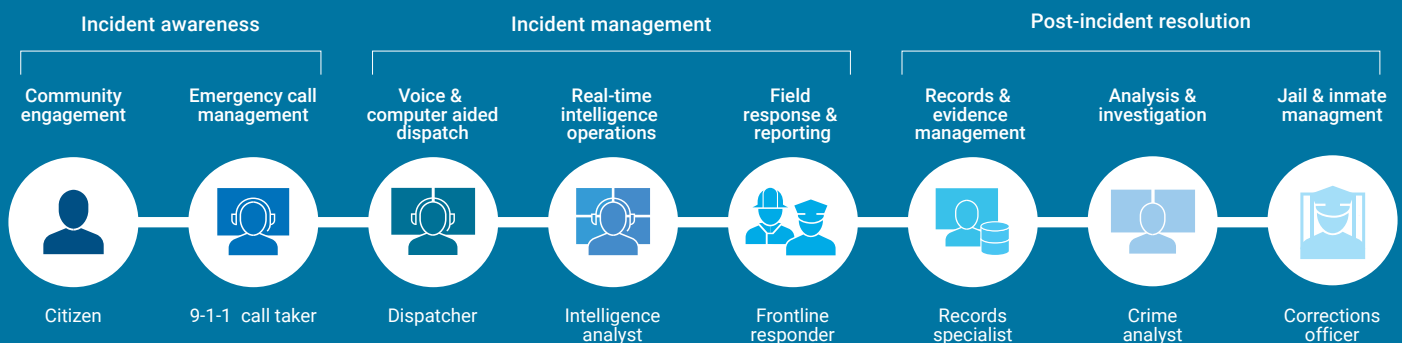 Incident awareness
Incident management
Post-incident resolution
Community
engagement
Emergency call
management
Voice &
computer aided
dispatch
Real-time
intelligence
operations
Field
response &
reporting
Records &
evidence
management
Analysis &
investigation
Jail & inmate
managment
Citizen
9-1-1 call taker
Dispatcher
Intelligence
analyst
Frontline
responder
Records
specialist
Crime
analyst
Corrections
officer